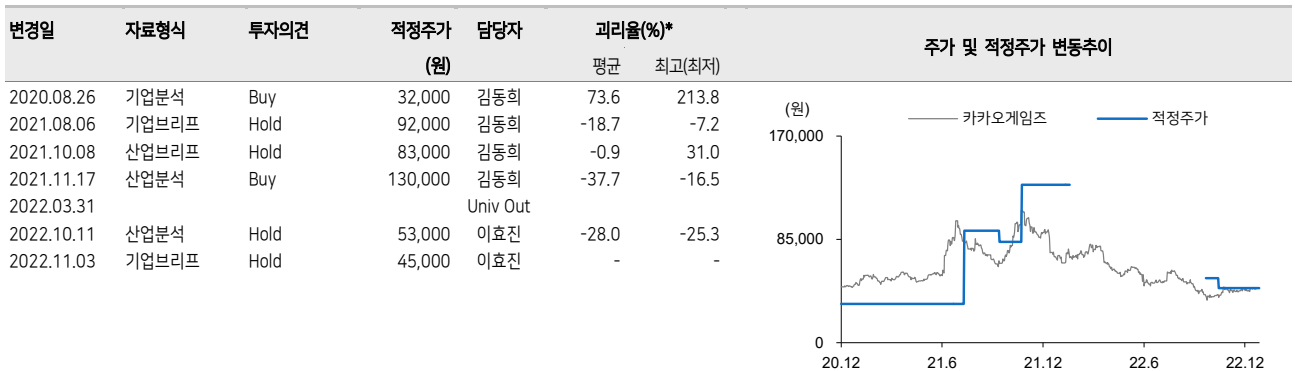 변경일 자료형식 투자의견 적정주가 담당자 괴리율(%)* 주가 및 적정주가 변동추이
(원) 평균 최고(최저)
2020.08.26 기업분석 Buy 32,000 김동희 73.6 213.8
2021.08.06 기업브리프 Hold 92,000 김동희 -18.7 -7.2
2021.10.08 산업브리프 Hold 83,000 김동희 -0.9 31.0
2021.11.17 산업분석 Buy 130,000 김동희 -37.7 -16.5
2022.03.31 Univ Out
2022.10.11 산업분석 Hold 53,000 이효진 -28.0 -25.3
2022.11.03 기업브리프 Hold 45,000 이효진 - -
(원)
카카오게임즈 적정주가
170,000
85,000
0
20.12 21.6 21.12 22.6 22.12